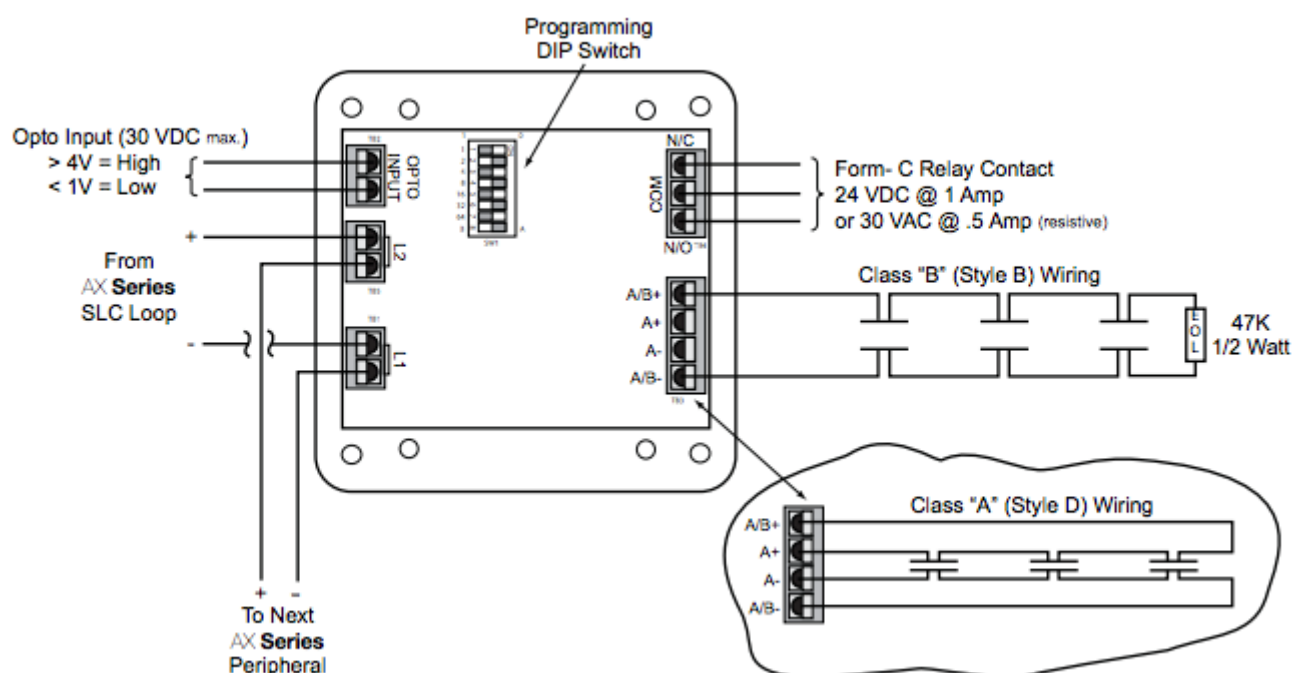 Programming
DIP Switch
Opto Input (30 VDC max.)
> 4V = High
< 1V = Low
OPTO
INPUT
N/C
COM
N/O
Form- C Relay Contact
24 VDC @ 1 Amp
or 30 VAC @ .5 Amp (resistive)
+
From
AX Series
SLC Loop
-
L2
L1
A/B+
A+
A-
A/B-
Class "B" (Style B) Wiring
EOL
47K
1/2 Watt
Class "A" (Style D) Wiring
A/B+
A+
A-
A/B-
+ -
To Next
AX Series
Peripheral